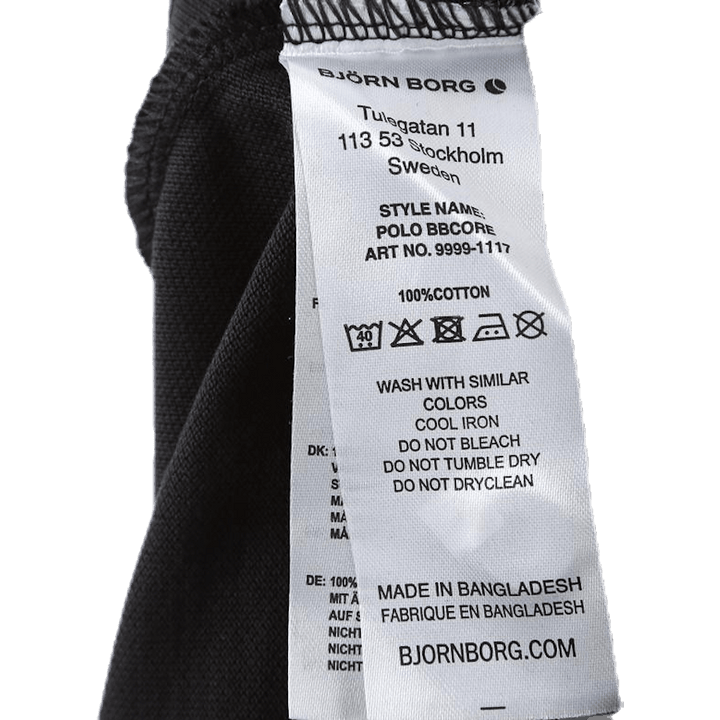 BJÖRN BORG
Tulegatan 11
113 53 Stockholm
Sweden
STYLE NAME:
POLO BBCORE
ART NO. 9999-1117
100%COTTON
40
WASH WITH SIMILAR
COLORS
COOL IRON
DO NOT BLEACH
DO NOT TUMBLE DRY
DO NOT DRYCLEAN
MADE IN BANGLADESH
FABRIQUE EN BANGLADESH
BJORNBORG.COM
DK:
DE: 100%
MIT
AUF
NICHT
NICHT
NICHT